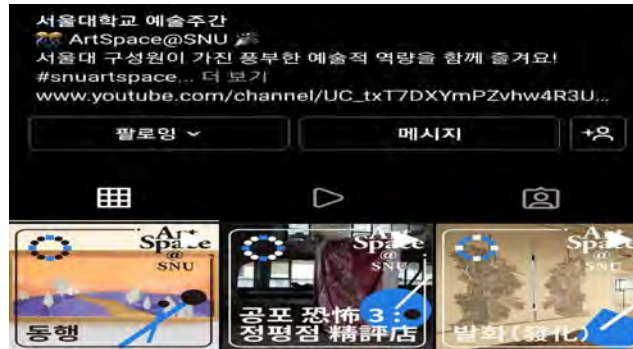 서울대학교 예술주간
🎊 ArtSpace@SNU 🎉
서울대 구성원이 가진 풍부한 예술적 역량을 함께 즐겨요!
#snuartspace... 더 보기
www.youtube.com/channel/UC_txT7DXYmPZvhw4R3U...
팔로잉
메시지
Art
Space
@
SNU
동행
Art
Space
@
SNU
공포 恐怖 3 :
정평점 精評店
Art
Space
@
SNU
발화(發化)